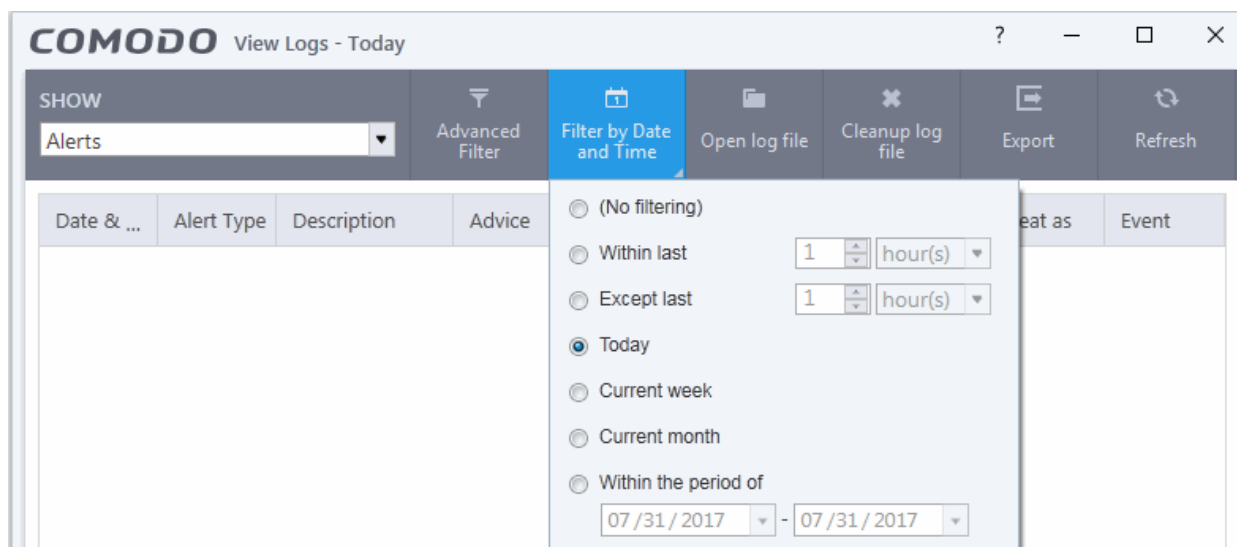 COMODO View Logs - Today
?
SHOW
Alerts
Advanced
Filter
Filter by Date
and Time
Open log file
Cleanup log
file
Export
Refresh
Date & ...
Alert Type
Description
Advice
eat as
Event
(No filtering)
Within last 1 hour(s)
Except last 1 hour(s)
Today
Current week
Current month
Within the period of
07/31/2017 - 07/31/2017